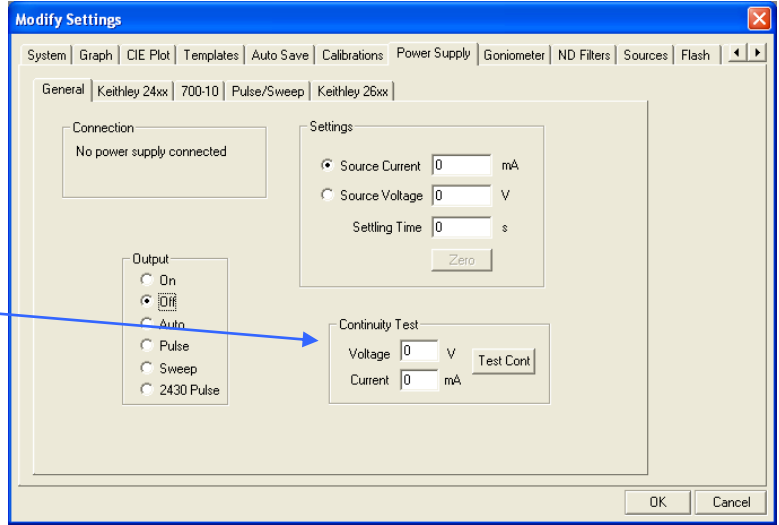 Modify Settings
System Graph CIE Plot Templates Auto Save Calibrations Power Supply Goniometer ND Filters Sources Flash
General Keithley 24xx 700-10 Pulse/Sweep Keithley 26xx
Connection
No power supply connected
Settings
Source Current 0 mA
Source Voltage 0 V
Settling Time 0 s
Zero
Output
On
Off
Auto
Pulse
Sweep
2430 Pulse
Continuity Test
Voltage 0 V
Current 0 mA
Test Cont
OK Cancel